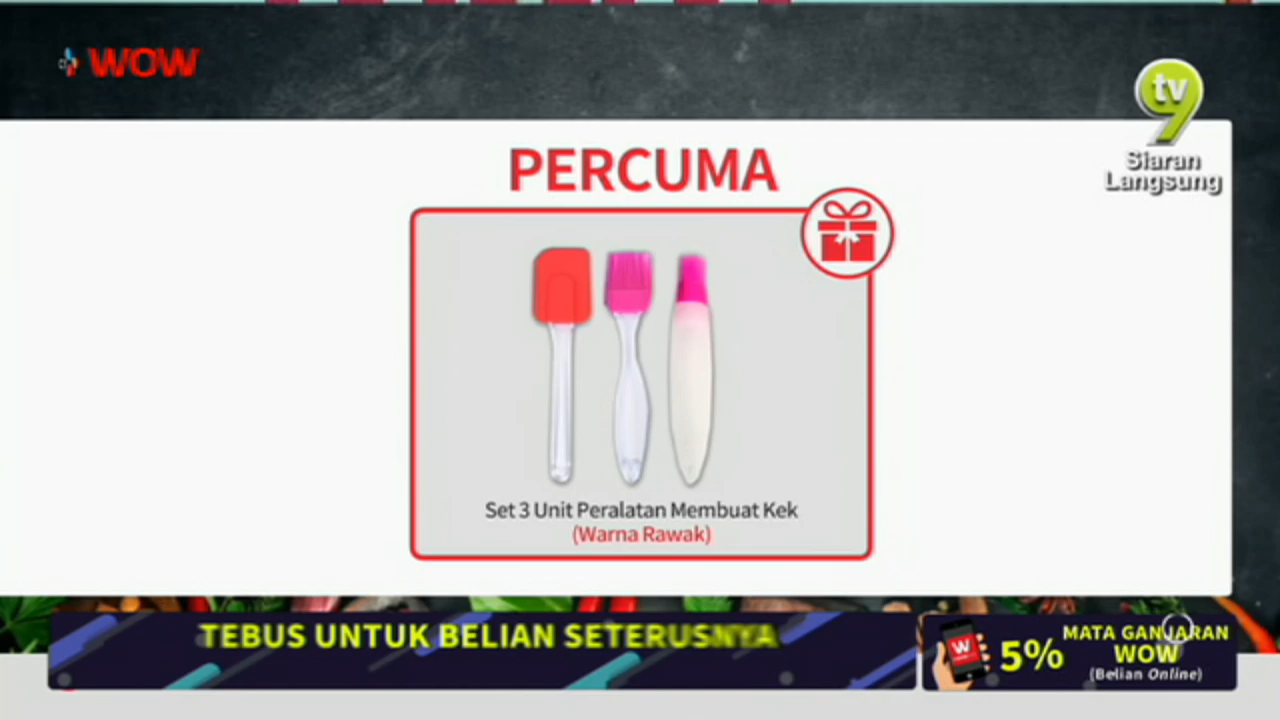 WOW
tv9
Siaran
Langsung
PERCUMA
Set 3 Unit Peralatan Membuat Kek
(Warna Rawak)
TEBUS UNTUK BELIAN SETERUSNYA
W
5%
MATA GANJARAN
WOW
(Belian Online)